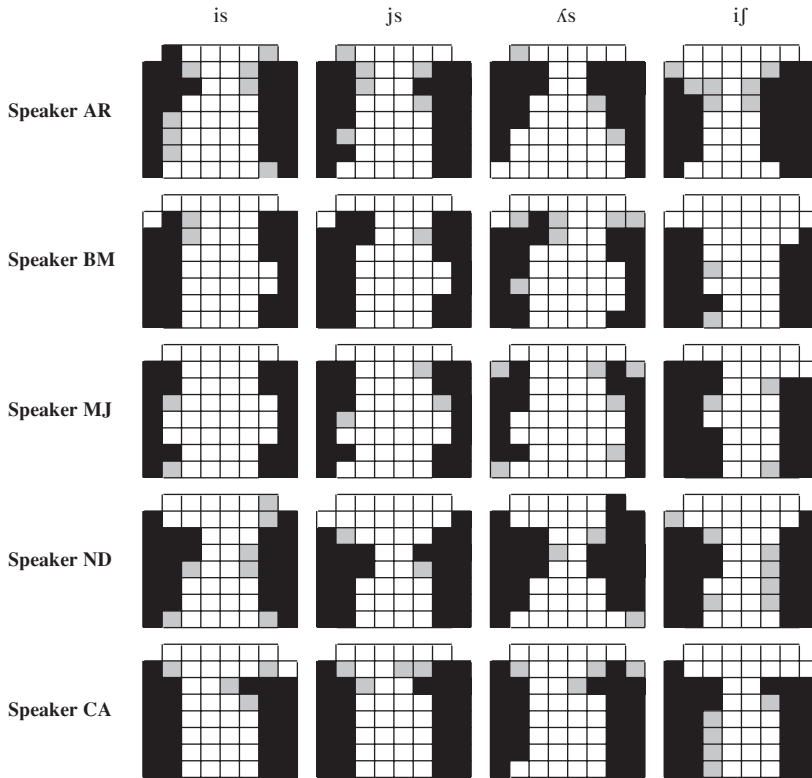 is js ʎs iʃ
Speaker AR
Speaker BM
Speaker MJ
Speaker ND
Speaker CA